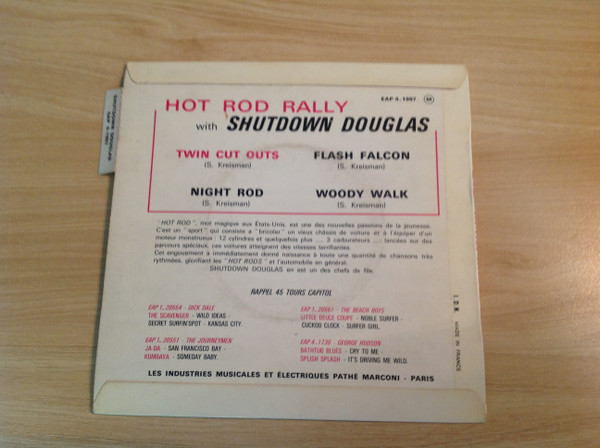 EAP 4.1997 M
HOT ROD RALLY
with SHUTDOWN DOUGLAS
TWIN CUT OUTS FLASH FALCON
(S. Kreisman) (S. Kreisman)
NIGHT ROD WOODY WALK
(S. Kreisman) (S. Kreisman)
"HOT ROD", mot magique aux États-Unis, est une des nouvelles passions de la jeunesse.
C'est un "sport" qui consiste à "bricoler" un vieux châssis de voiture et à l'équiper d'un
moteur monstrueux : 12 cylindres et quelquefois plus .... 3 carburateurs ...: lancées sur des
parcours spéciaux, ces voitures atteignent des vitesses terrifiantes.
Cet engouement a immédiatement donné naissance à toute une quantité de chansons très
rythmées, glorifiant les "HOT RODS" et l'automobile en général.
SHUTDOWN DOUGLAS en est un des chefs de file.
RAPPEL 45 TOURS CAPITOL
EAP 1. 20564 - DICK DALE
THE SCAVENGER - WILD IDEAS -
SECRET SURFIN'SPOT - KANSAS CITY.
EAP 1. 20551 - THE JOURNEYMEN
JA-DA - SAN FRANCISCO BAY -
KUMBAYA - SOMEDAY BABY.
EAP 1. 20561 - THE BEACH BOYS
LITTLE DEUCE COUPE - NOBLE SURFER -
CUCKOO CLOCK - SURFER GIRL.
EAP 4.1730 - GEORGE HUDSON
BATHTUB BLUES - CRY TO ME -
SPLISH SPLASH - IT'S DRIVING ME WILD.
LES INDUSTRIES MUSICALES ET ÉLECTRIQUES PATHÉ MARCONI - PARIS
I.D.N. MADE IN FRANCE
SHUTDOWN DOUGLAS